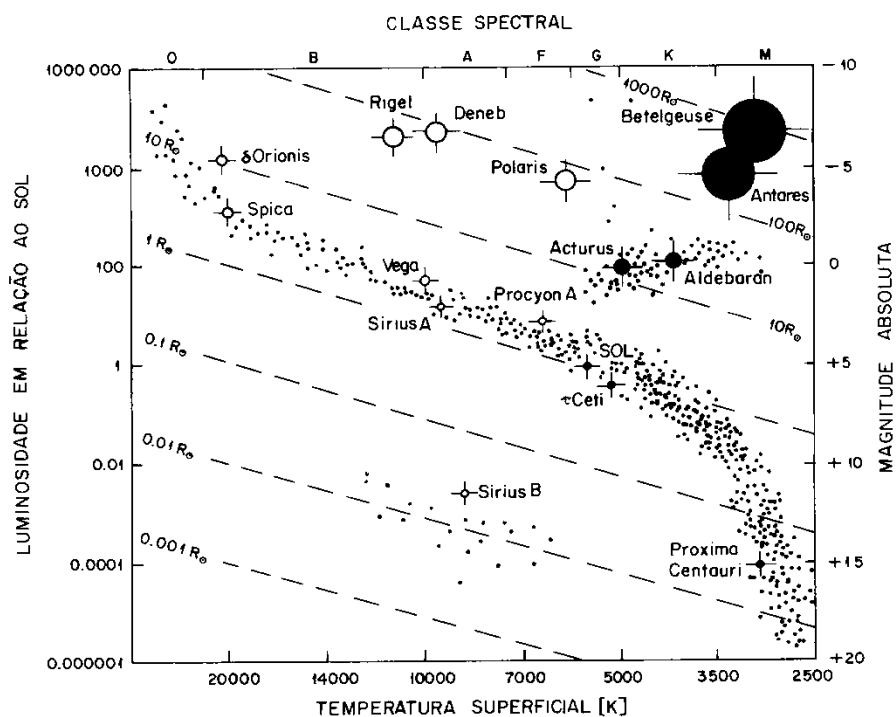 CLASSE SPECTRAL
O B A F G K M
1000 000
1000
100
1
0.01
0.0001
0.000001
LUMINOSIDADE EM RELAÇÃO AO SOL
-10
-5
0
+5
+10
+15
+20
MAGNITUDE ABSOLUTA
1000R⊙
Rigel
Deneb
Betelgeuse
10 R⊙
δOrionis
Polaris
Antares
Spica
100R⊙
1 R⊙
Acturus
Vega
Aldebaran
Procyon A
Sirius A
10R⊙
0.1 R⊙
SOL
τCeti
0.01 R⊙
Sirius B
0.001 R⊙
Proxima
Centauri
20000 14000 10000 7000 5000 3500 2500
TEMPERATURA SUPERFICIAL [K]